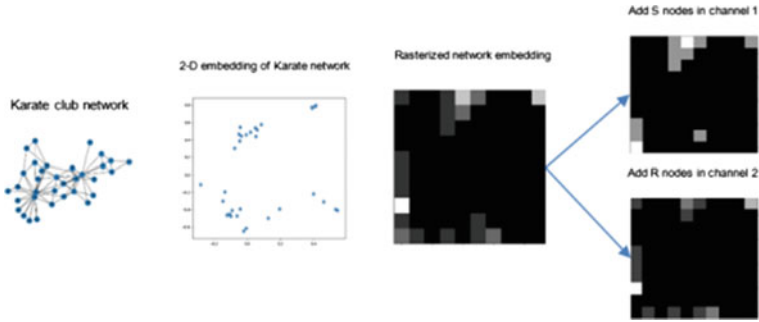 Add S nodes in channel 1
Rasterized network embedding
2-D embedding of Karate network
Karate club network
Add R nodes in channel 2